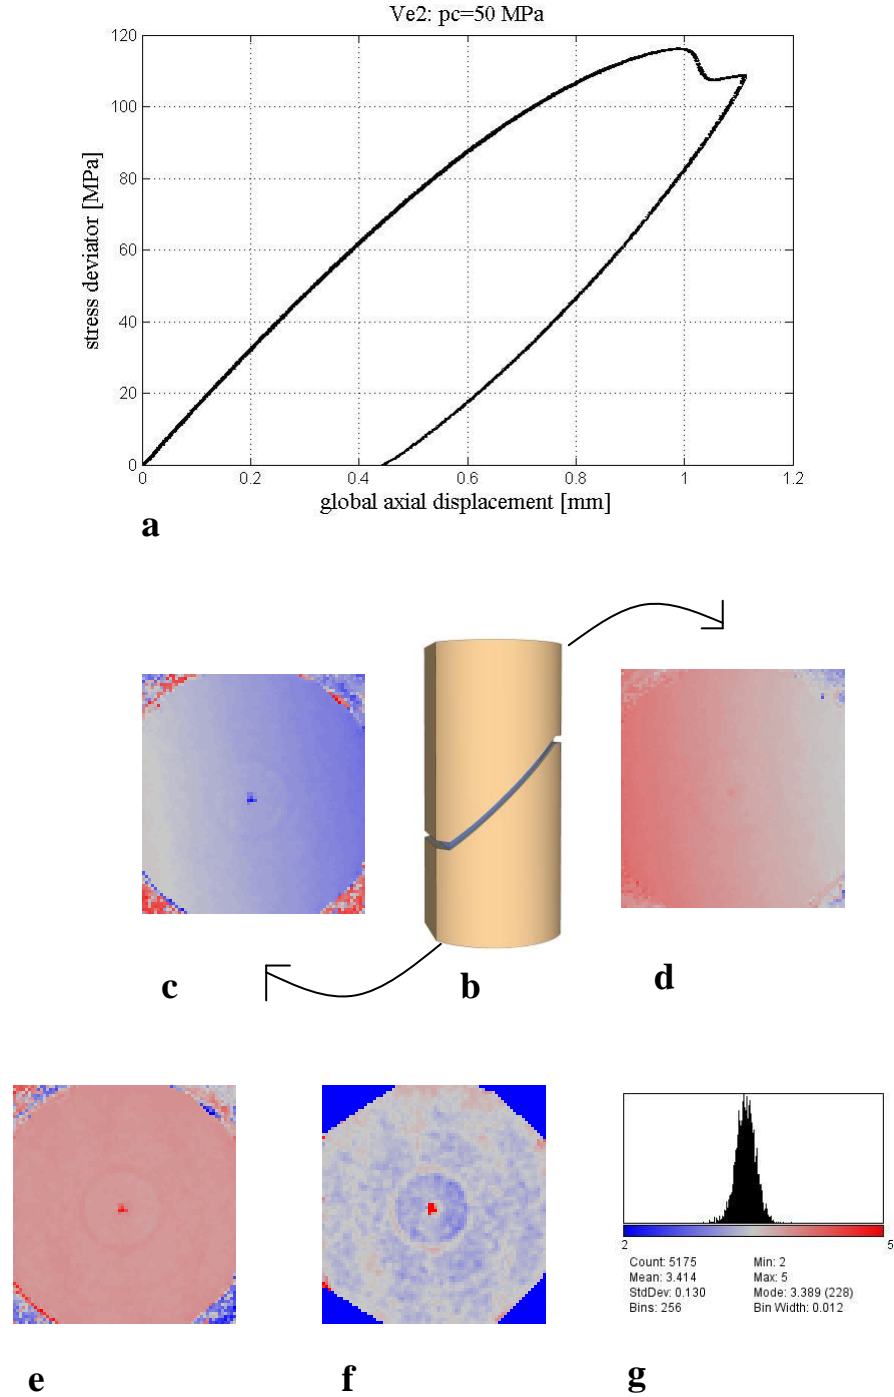 Ve2: pc=50 MPa
120
100
80
60
40
20
0
stress deviator [MPa]
0 0.2 0.4 0.6 0.8 1 1.2
global axial displacement [mm]
a
c
b
d
2 5
Count: 5175 Min: 2
Mean: 3.414 Max: 5
StdDev: 0.130 Mode: 3.389 (228)
Bins: 256 Bin Width: 0.012
e
f
g